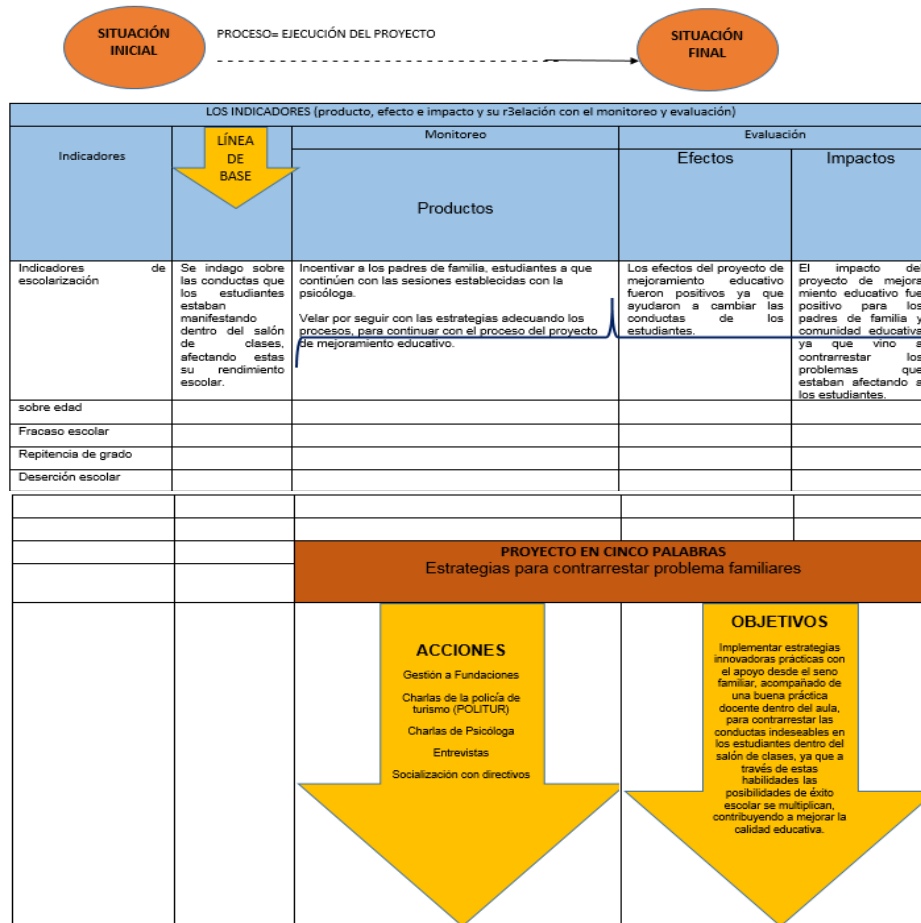 SITUACIÓN
INICIAL
PROCESO= EJECUCIÓN DEL PROYECTO
SITUACIÓN
FINAL
LOS INDICADORES (producto, efecto e impacto y su r3elación con el monitoreo y evaluación)
Indicadores
LÍNEA
DE
BASE
Monitoreo
Evaluación
Productos
Efectos
Impactos
Indicadores de
escolarización
Se indago sobre
las conductas que
los estudiantes
estaban
manifestando
dentro del salón
de clases,
afectando estas
su rendimiento
escolar.
Incentivar a los padres de familia, estudiantes a que
continúen con las sesiones establecidas con la
psicóloga.
Velar por seguir con las estrategias adecuando los
procesos, para continuar con el proceso del proyecto
de mejoramiento educativo.
Los efectos del proyecto de
mejoramiento educativo
fueron positivos ya que
ayudaron a cambiar las
conductas de los
estudiantes.
El impacto del
proyecto de mejora
miento educativo fue
positivo para los
padres de familia y
comunidad educativa
ya que vino a
contrarrestar los
problemas que
estaban afectando a
los estudiantes.
sobre edad
Fracaso escolar
Repitencia de grado
Deserción escolar
PROYECTO EN CINCO PALABRAS
Estrategias para contrarrestar problema familiares
ACCIONES
Gestión a Fundaciones
Charlas de la policía de
turismo (POLITUR)
Charlas de Psicóloga
Entrevistas
Socialización con directivos
OBJETIVOS
Implementar estrategias
innovadoras prácticas con
el apoyo desde el seno
familiar, acompañado de
una buena práctica
docente dentro del aula,
para contrarrestar las
conductas indeseables en
los estudiantes dentro del
salón de clases, ya que a
través de estas
habilidades las
posibilidades de éxito
escolar se multiplican,
contribuyendo a mejorar la
calidad educativa.